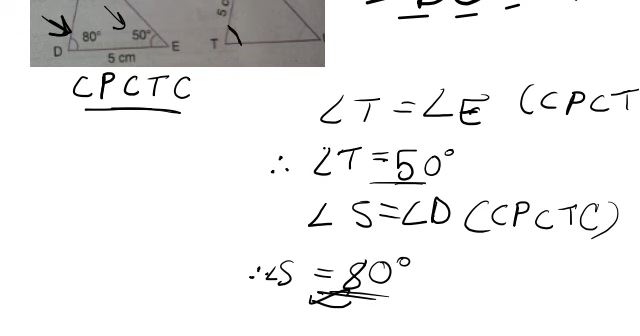 80° 50°
D E T
5 cm
CPCTC
∠T = ∠E (CPCT
∴ ∠T = 50°
∠S = ∠D (CPCTC)
∴ ∠S = 80°